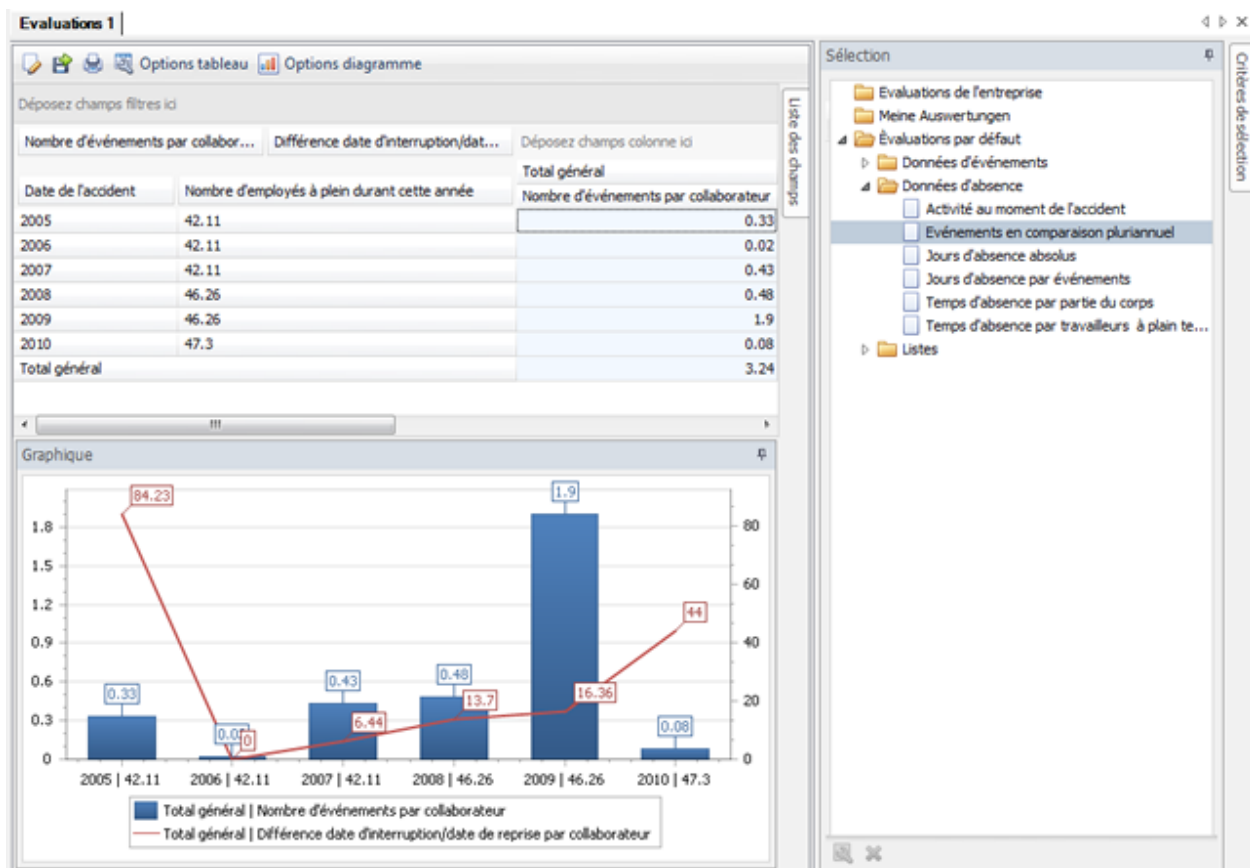 Evaluations 1
Options tableau Options diagramme
Déposez champs filtres ici
Nombre d'événements par collabor... Différence date d'interruption/dat... Déposez champs colonne ici
Total général
Date de l'accident Nombre d'employés à plein durant cette année Nombre d'événements par collaborateur
2005 42.11 0.33
2006 42.11 0.02
2007 42.11 0.43
2008 46.26 0.48
2009 46.26 1.9
2010 47.3 0.08
Total général 3.24
Liste des champs
Graphique
84.23 1.9
1.8 80
1.5
1.2 60
44
0.9 40
0.6 0.33 0.43 0.48 13.7 16.36
0.3 6.44 0.08 20
0 0 0
2005 | 42.11 2006 | 42.11 2007 | 42.11 2008 | 46.26 2009 | 46.26 2010 | 47.3
Total général | Nombre d'événements par collaborateur
Total général | Différence date d'interruption/date de reprise par collaborateur
Sélection
Evaluations de l'entreprise
Meine Auswertungen
Èvaluations par défaut
Données d'événements
Données d'absence
Activité au moment de l'accident
Evénements en comparaison pluriannuel
Jours d'absence absolus
Jours d'absence par événements
Temps d'absence par partie du corps
Temps d'absence par travailleurs à plain te...
Listes
Critères de sélection